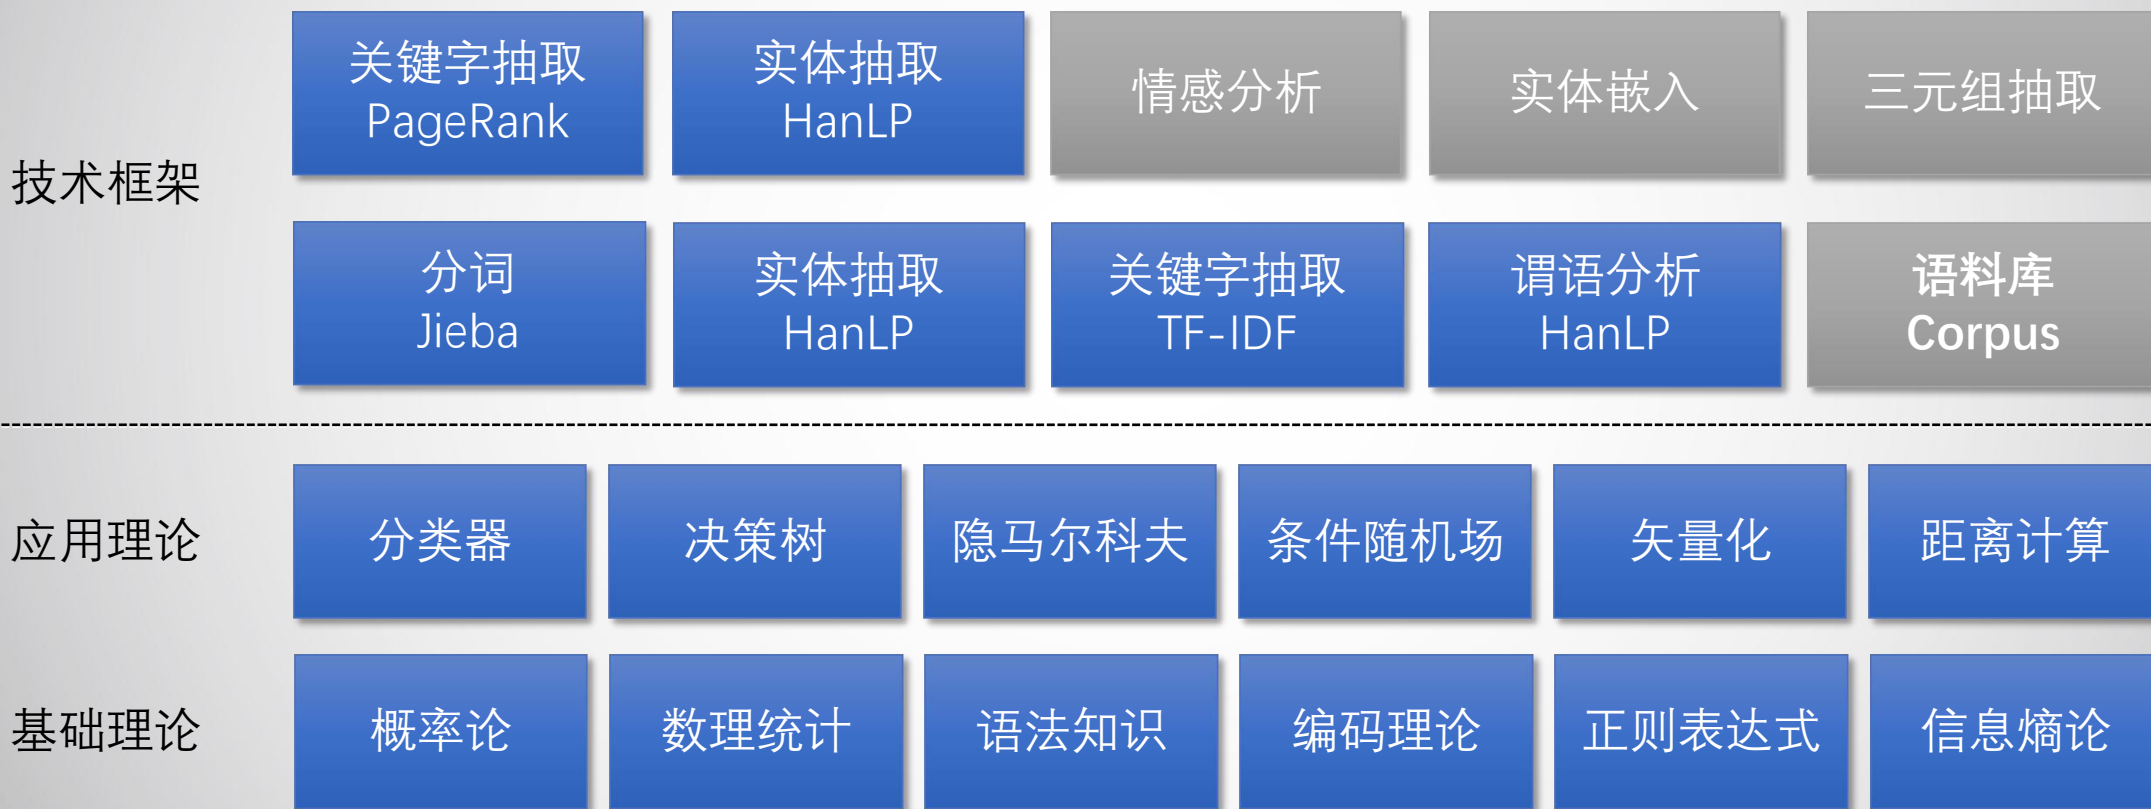 关键字抽取
PageRank
实体抽取
HanLP
情感分析
实体嵌入
三元组抽取
技术框架
分词
Jieba
实体抽取
HanLP
关键字抽取
TF-IDF
谓语分析
HanLP
语料库
Corpus
应用理论
分类器
决策树
隐马尔科夫
条件随机场
矢量化
距离计算
基础理论
概率论
数理统计
语法知识
编码理论
正则表达式
信息熵论